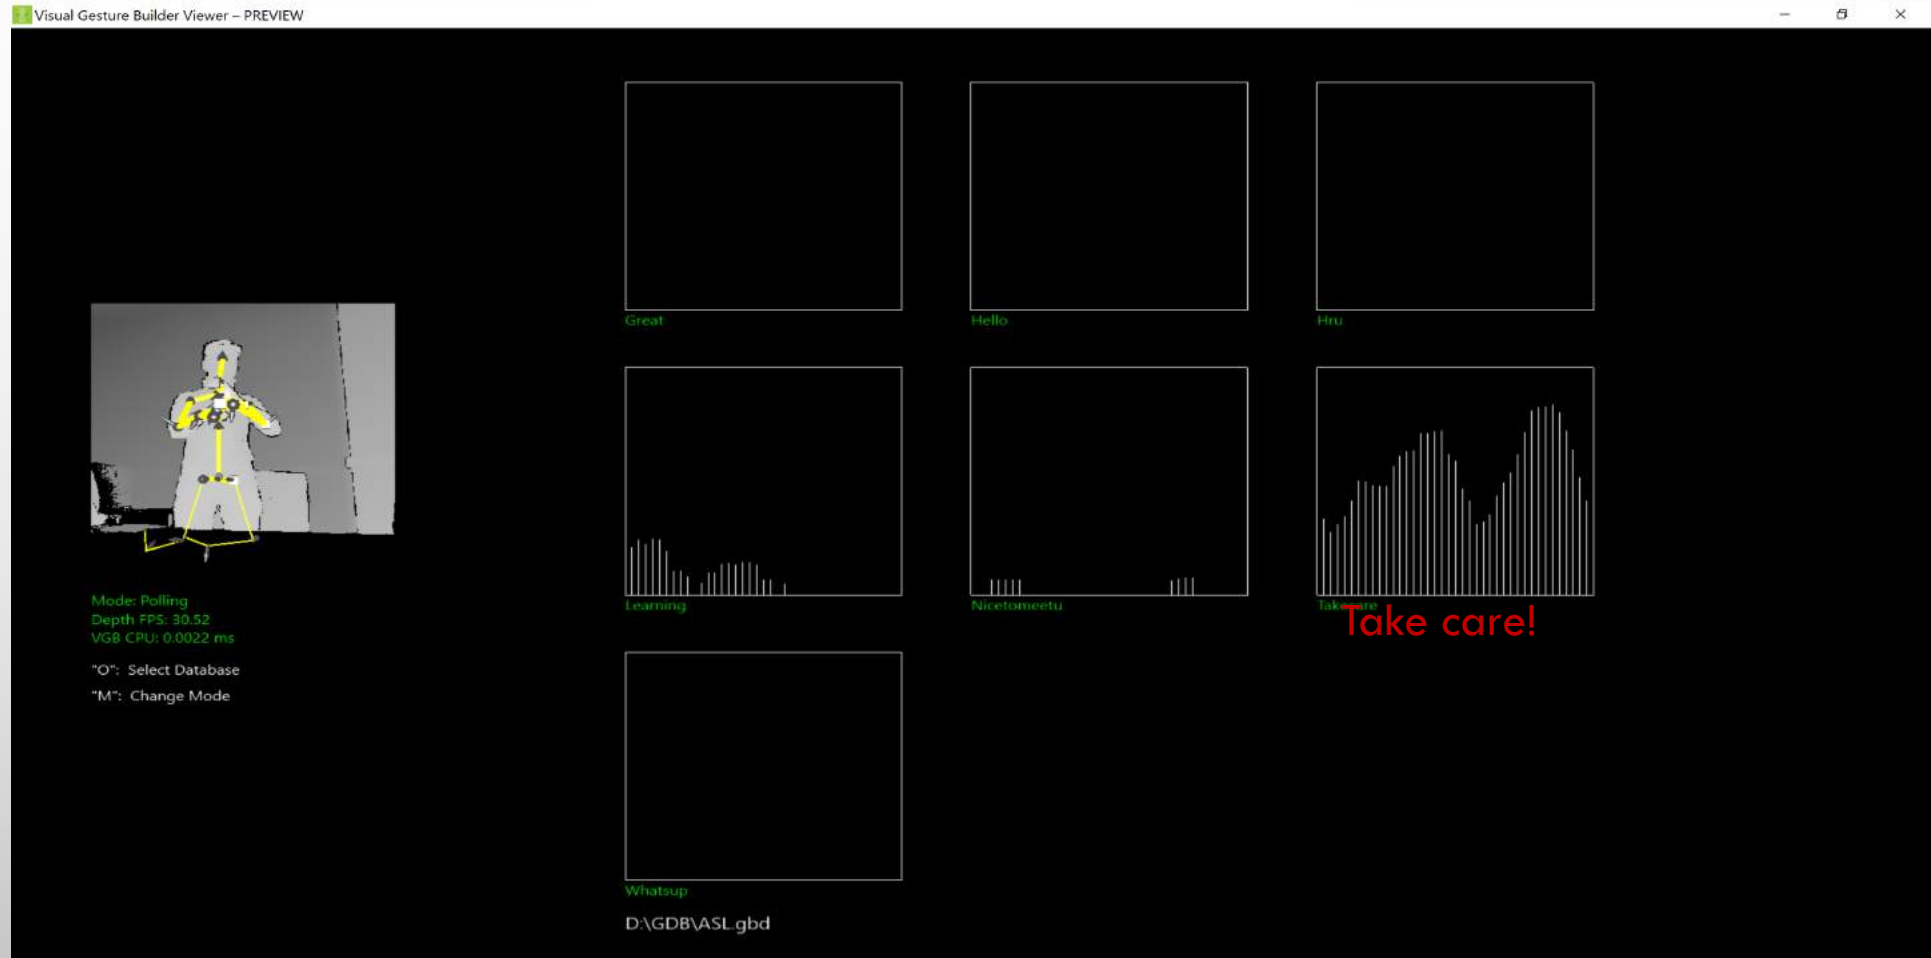 Visual Gesture Builder Viewer – PREVIEW
Great
Hello
Hru
Learning
Nicetomeetu
Takecare
Take care!
Mode: Polling
Depth FPS: 30.52
VGB CPU: 0.0022 ms
"O": Select Database
"M": Change Mode
Whatsup
D:\GDB\ASL.gbd